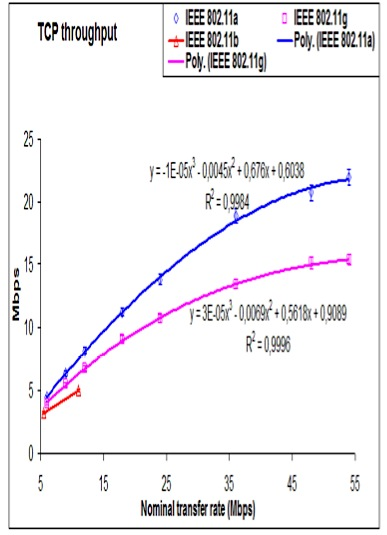 TCP throughput
IEEE 802.11a
IEEE 802.11g
IEEE 802.11b
Poly. (IEEE 802.11a)
Poly. (IEEE 802.11g)
25
20
15
10
5
0
Mbps
y = -1E-05x³ - 0,0045x² + 0,676x + 0,6038
R² = 0,9984
y = 3E-05x³ - 0,0069x² + 0,5618x + 0,9089
R² = 0,9996
5 15 25 35 45 55
Nominal transfer rate (Mbps)